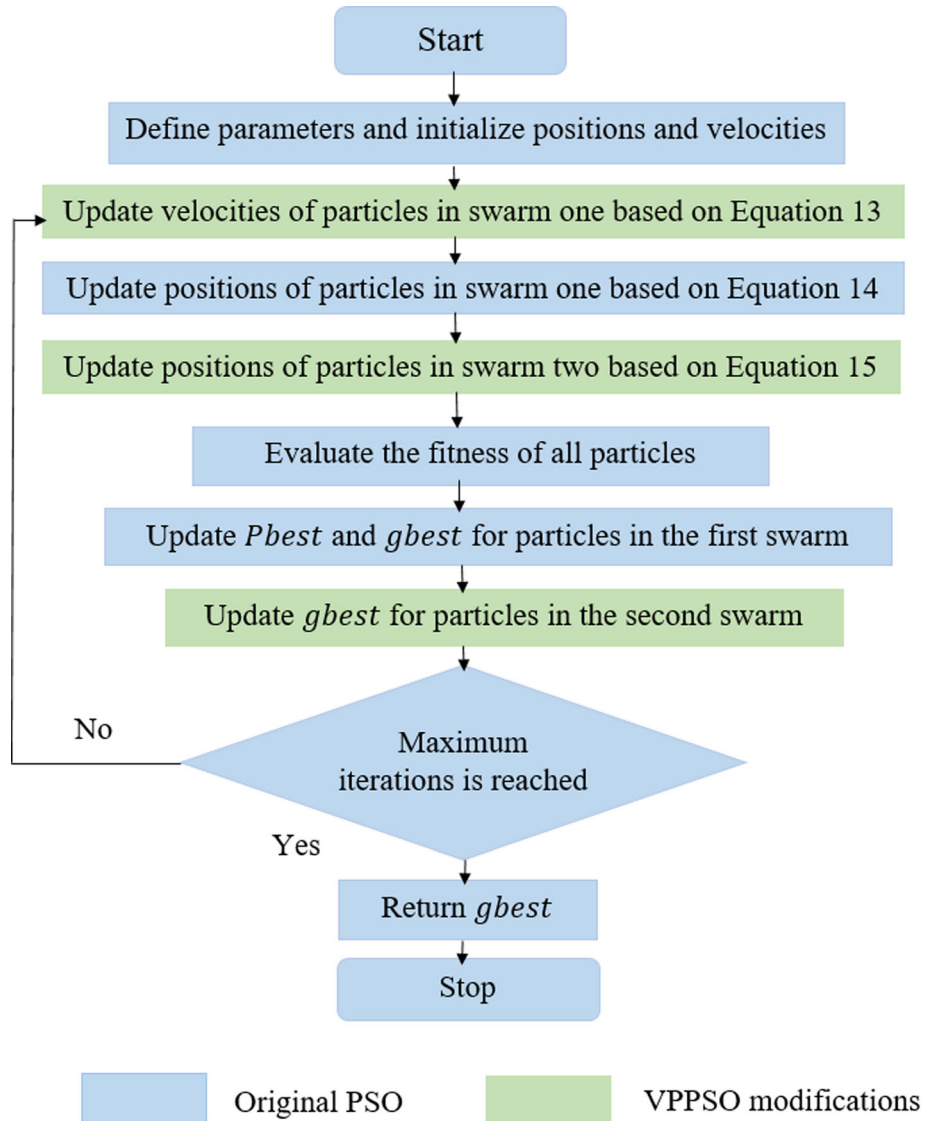 Start
Define parameters and initialize positions and velocities
Update velocities of particles in swarm one based on Equation 13
Update positions of particles in swarm one based on Equation 14
Update positions of particles in swarm two based on Equation 15
Evaluate the fitness of all particles
Update Pbest and gbest for particles in the first swarm
Update gbest for particles in the second swarm
No
Maximum
iterations is reached
Yes
Return gbest
Stop
Original PSO
VPPSO modifications